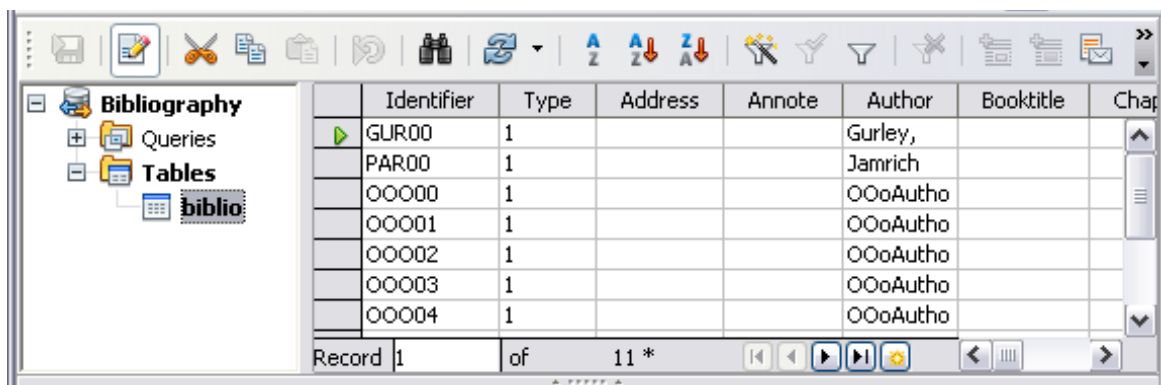 Bibliography
Queries
Tables
biblio
Identifier Type Address Annote Author Booktitle Chap
GUR00 1 Gurley,
PAR00 1 Jamrich
OOO00 1 OOoAutho
OOO01 1 OOoAutho
OOO02 1 OOoAutho
OOO03 1 OOoAutho
OOO04 1 OOoAutho
Record 1 of 11 *